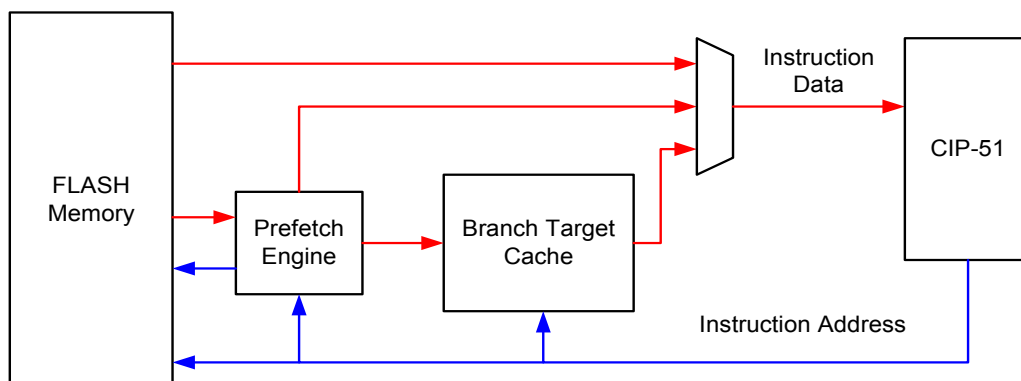 FLASH
Memory
Prefetch
Engine
Branch Target
Cache
Instruction
Data
CIP-51
Instruction Address